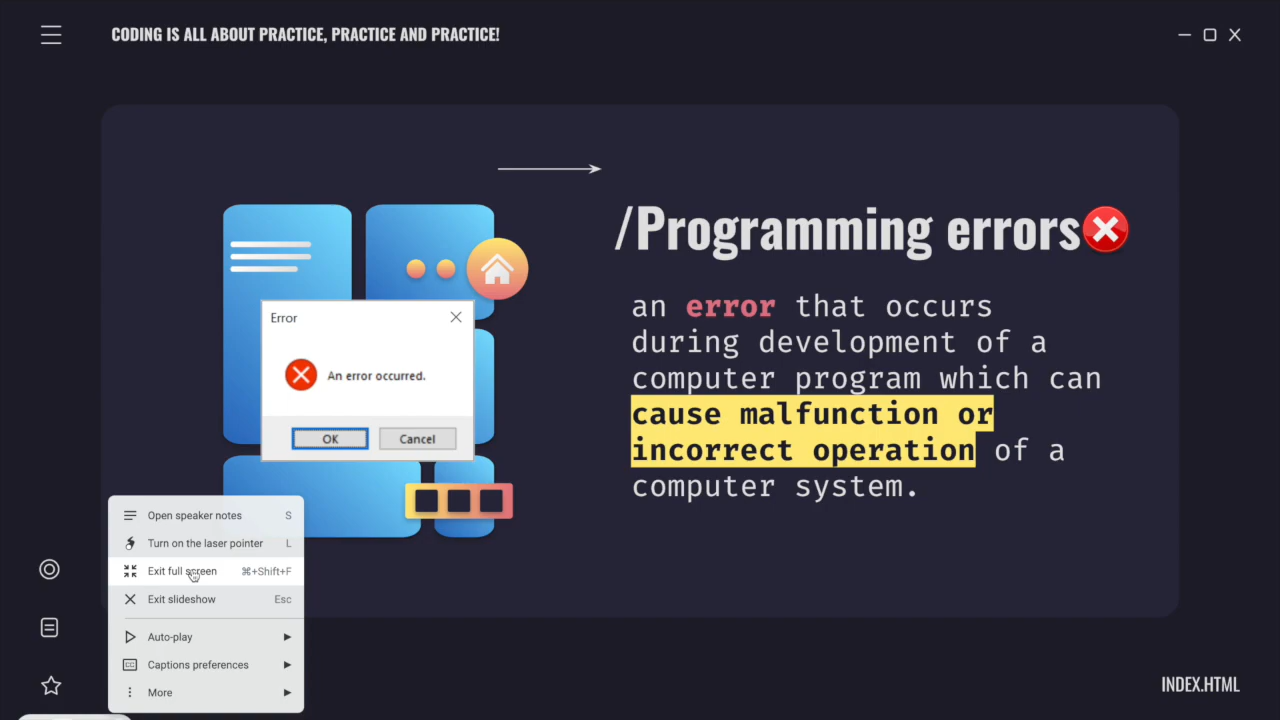 CODING IS ALL ABOUT PRACTICE, PRACTICE AND PRACTICE!
/Programming errors
an error that occurs
during development of a
computer program which can
cause malfunction or
incorrect operation of a
computer system.
Error
An error occurred.
OK Cancel
Open speaker notes S
Turn on the laser pointer L
Exit full screen ⌘+Shift+F
Exit slideshow Esc
Auto-play
CC Captions preferences
More
INDEX.HTML